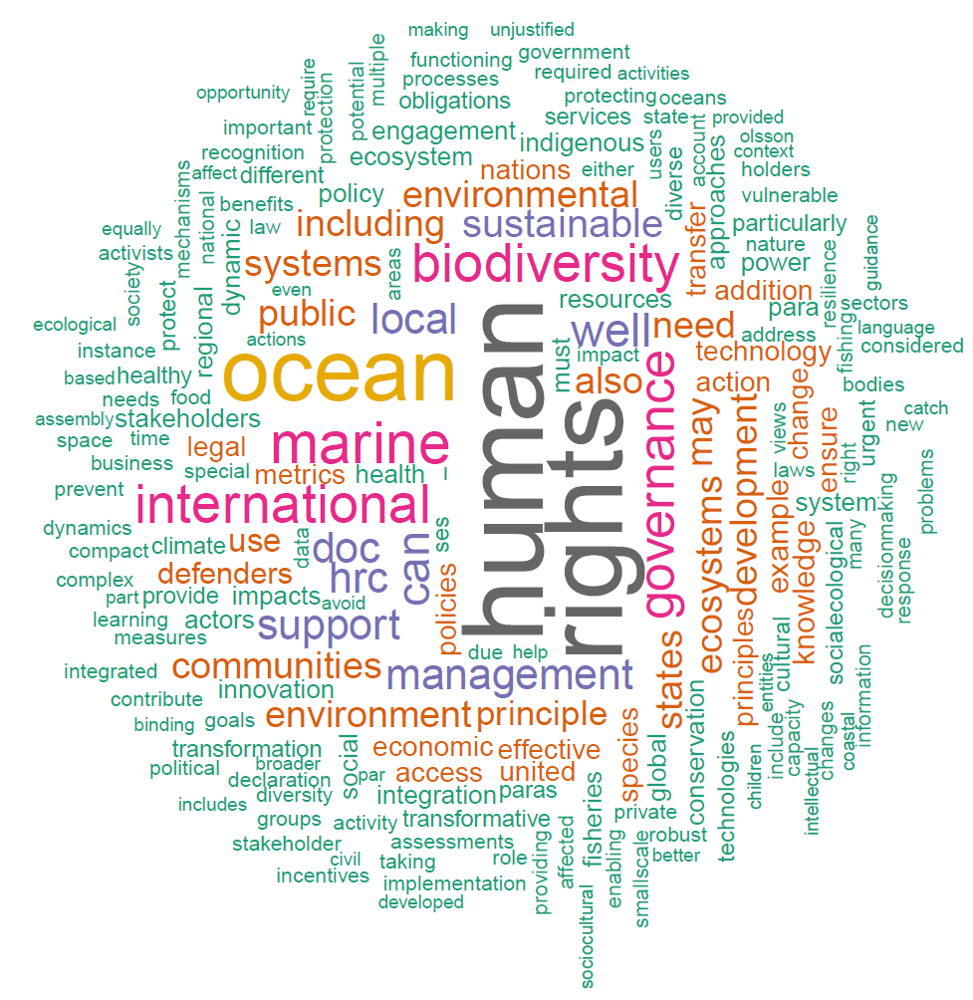 making
unjustified
functioning
government
require
potential
multiple
processes
required
activities
opportunity
obligations
protecting
oceans
important
protection
engagement
services
state
provided
recognition
ecosystem
indigenous
users
account
olsson
context
affect
different
nations
either
diverse
approaches
holders
mechanisms
national
benefits
policy
environmental
vulnerable
equally
law
including
sustainable
transfer
particularly
activists
dynamic
systems
areas
biodiversity
nature
guidance
society
even
resources
addition
power
resilience
ecological
protect
regional
public
local
well
need
para
sectors
actions
must
address
fishing
language
instance
ocean
human
impact
technology
considered
based
healthy
also
action
bodies
needs
food
rights
governance
may
change
assembly
stakeholders
marine
views
ensure
urgent
catch
new
space
time
legal
development
right
business
special
metrics
health
i
laws
prevent
international
ecosystems
example
system
problems
dynamics
data
ses
many
decisionmaking
compact
climate
use
doc
can
knowledge
socialecological
response
complex
defenders
hrc
part
provide
impacts
avoid
policies
principles
learning
actors
support
measures
due
help
states
cultural
integrated
communities
management
entities
information
contribute
innovation
conservation
capacity
binding
goals
environment
principle
include
changes
coastal
transformation
social
economic
effective
species
global
technologies
political
broader
par
access
united
children
intellectual
declaration
includes
diversity
integration
paras
fisheries
private
groups
activity
transformative
robust
stakeholder
assessments
better
civil
taking
role
affected
enabling
incentives
implementation
providing
smallscale
developed
sociocultural